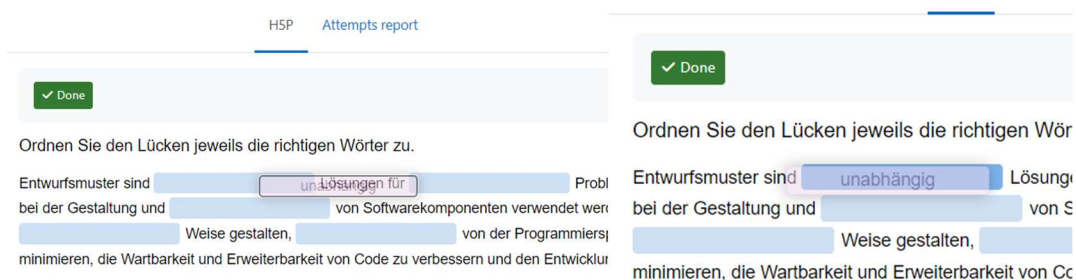 H5P Attempts report
Done
Ordnen Sie den Lücken jeweils die richtigen Wörter zu.
Entwurfsmuster sind unabhängig Lösungen für Probl
bei der Gestaltung und von Softwarekomponenten verwendet werd
Weise gestalten, von der Programmiersp
minimieren, die Wartbarkeit und Erweiterbarkeit von Code zu verbessern und den Entwicklun
Done
Ordnen Sie den Lücken jeweils die richtigen Wör
Entwurfsmuster sind unabhängig Lösunge
bei der Gestaltung und von S
Weise gestalten,
minimieren, die Wartbarkeit und Erweiterbarkeit von Co